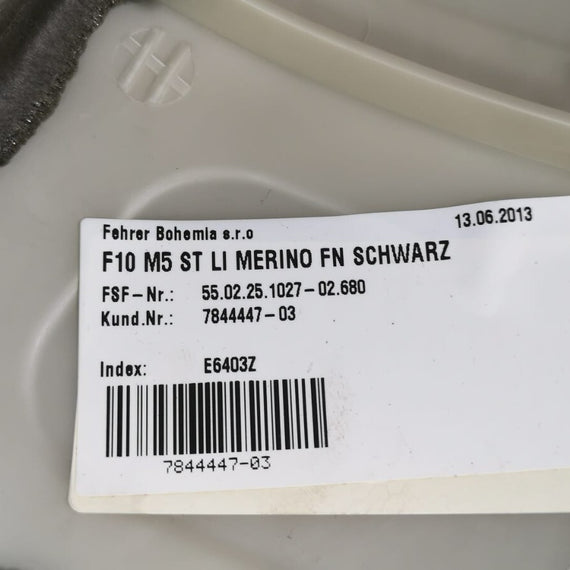 Fehrer Bohemia s.r.o
13.06.2013
F10 M5 ST LI MERINO FN SCHWARZ
FSF-Nr.: 55.02.25.1027-02.680
Kund.Nr.: 7844447-03
Index: E6403Z
7844447-03